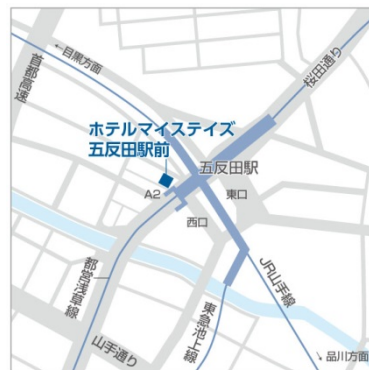 ←目黒方面
首都高速
桜田通り
ホテルマイステイズ
五反田駅前
五反田駅
A2
東口
西口
都営浅草線
JR山手線
東急池上線
山手通り
↘品川方面